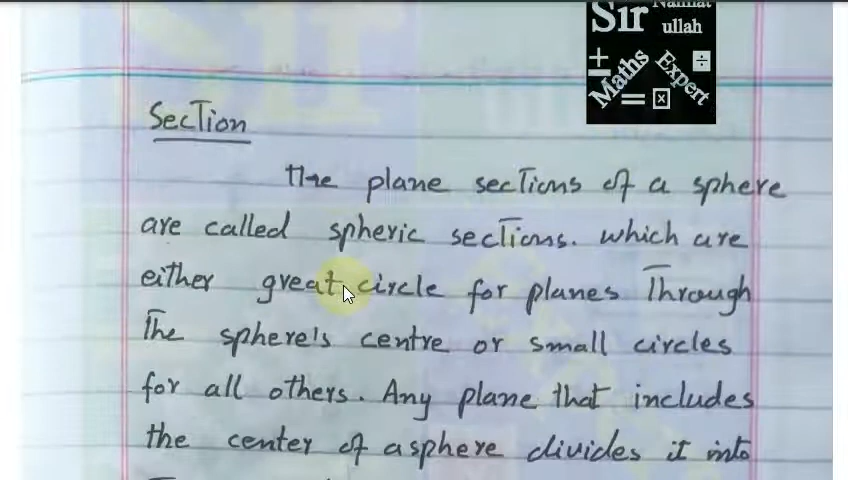 Sir
ullah
+ Maths Expert ÷
= x
Section
The plane sections of a sphere
are called spheric sections. which are
either great circle for planes Through
The sphere's centre or small circles
for all others. Any plane that includes
the center of a sphere divides it into